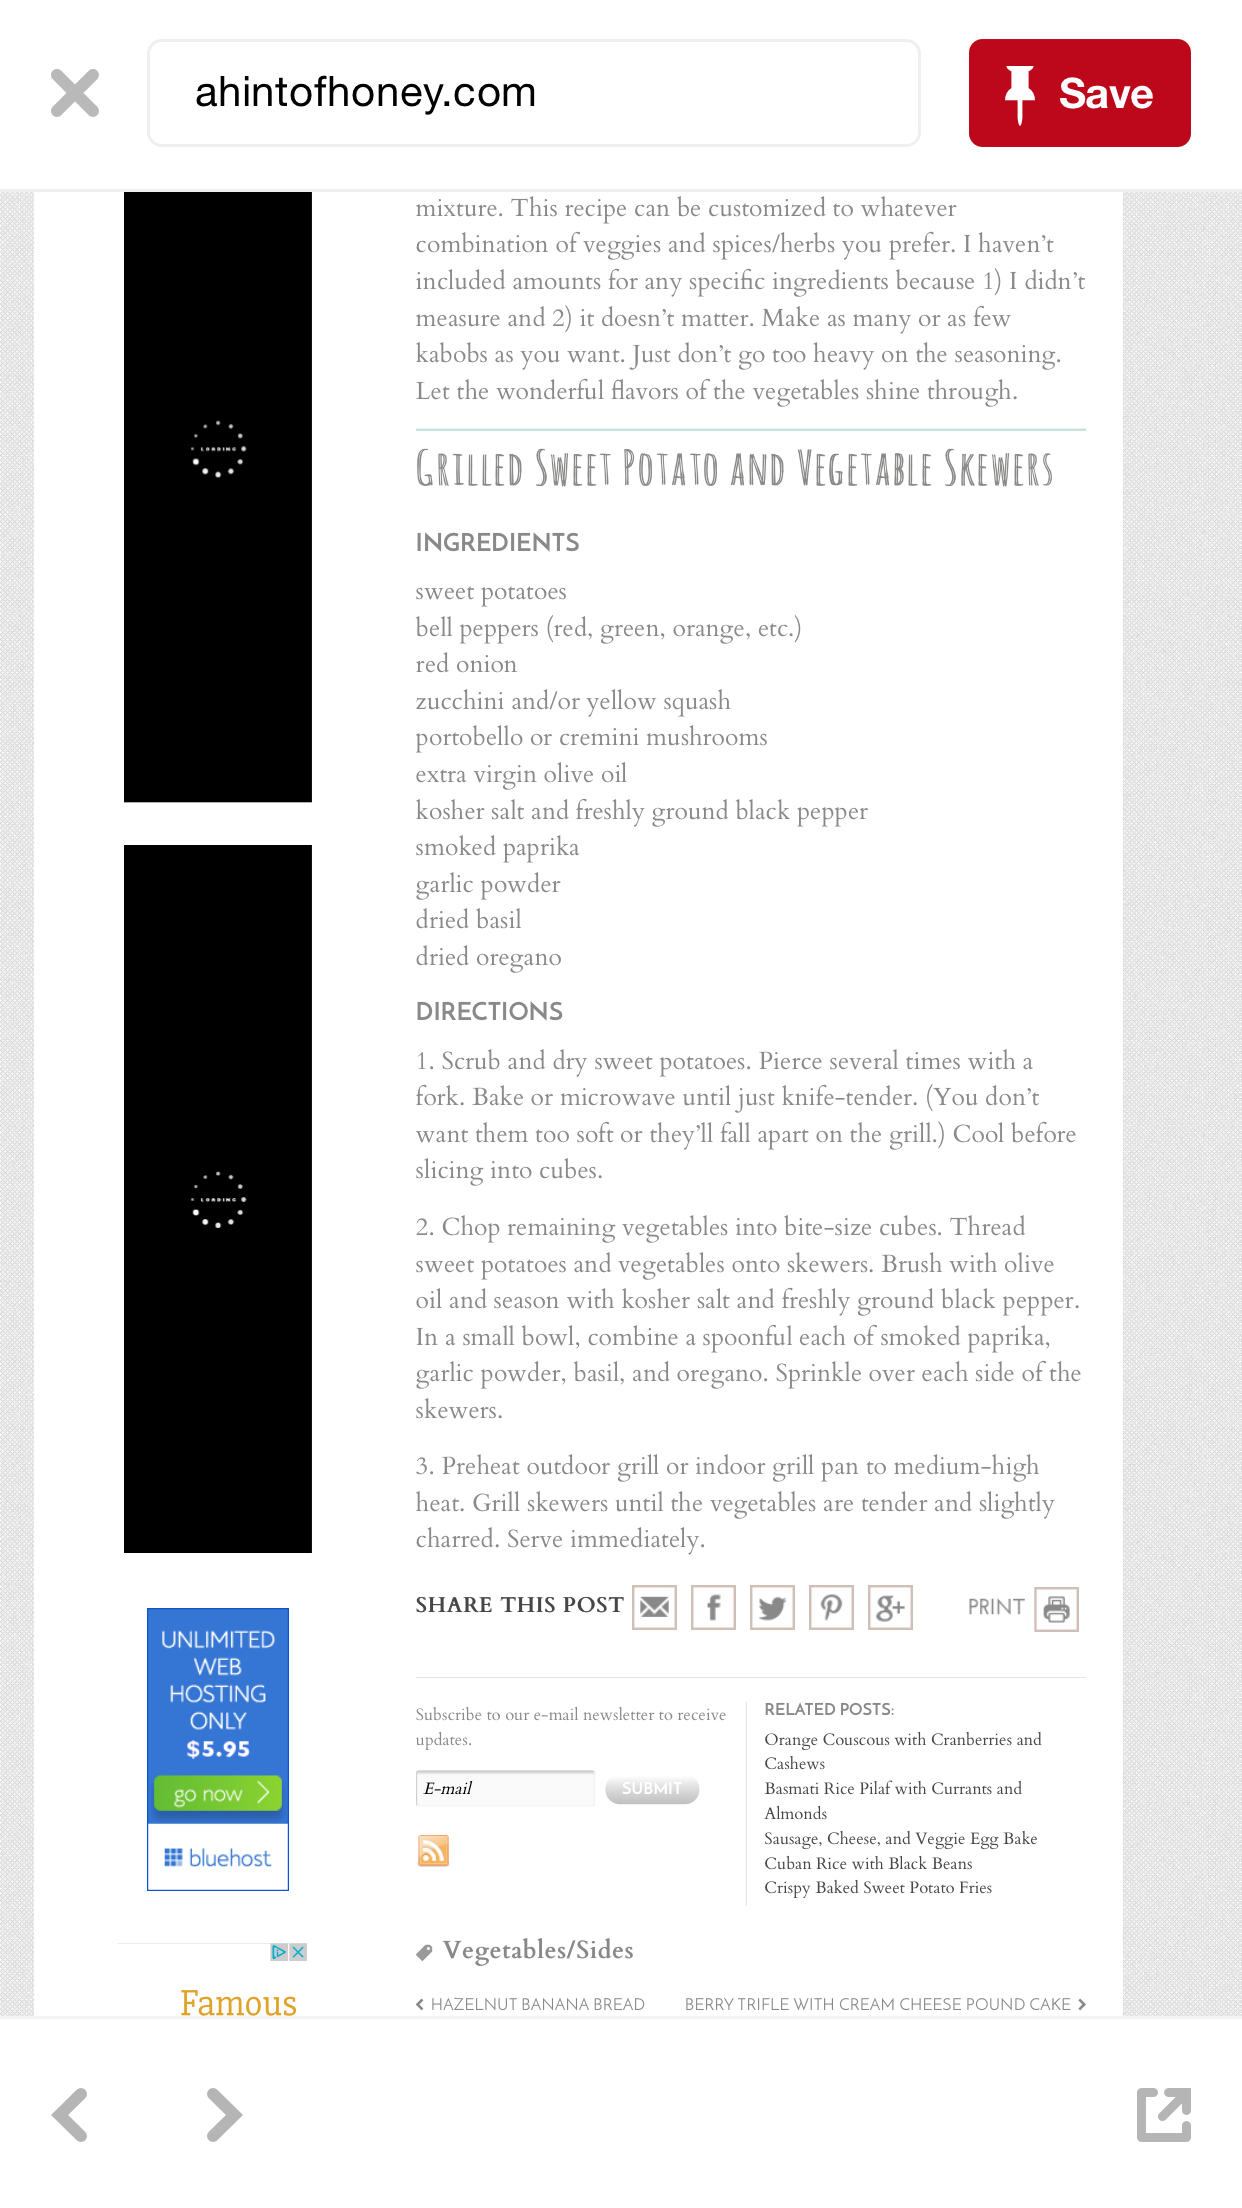 ahintofhoney.com
Save
mixture. This recipe can be customized to whatever
combination of veggies and spices/herbs you prefer. I haven’t
included amounts for any specific ingredients because 1) I didn’t
measure and 2) it doesn’t matter. Make as many or as few
kabobs as you want. Just don’t go too heavy on the seasoning.
Let the wonderful flavors of the vegetables shine through.
LOADING
Grilled Sweet Potato and Vegetable Skewers
INGREDIENTS
sweet potatoes
bell peppers (red, green, orange, etc.)
red onion
zucchini and/or yellow squash
portobello or cremini mushrooms
extra virgin olive oil
kosher salt and freshly ground black pepper
smoked paprika
garlic powder
dried basil
dried oregano
DIRECTIONS
1. Scrub and dry sweet potatoes. Pierce several times with a
fork. Bake or microwave until just knife-tender. (You don’t
want them too soft or they’ll fall apart on the grill.) Cool before
slicing into cubes.
LOADING
2. Chop remaining vegetables into bite-size cubes. Thread
sweet potatoes and vegetables onto skewers. Brush with olive
oil and season with kosher salt and freshly ground black pepper.
In a small bowl, combine a spoonful each of smoked paprika,
garlic powder, basil, and oregano. Sprinkle over each side of the
skewers.
3. Preheat outdoor grill or indoor grill pan to medium-high
heat. Grill skewers until the vegetables are tender and slightly
charred. Serve immediately.
SHARE THIS POST
f
g+
PRINT
UNLIMITED
WEB
HOSTING
ONLY
$5.95
go now
bluehost
Subscribe to our e-mail newsletter to receive
updates.
E-mail
SUBMIT
RELATED POSTS:
Orange Couscous with Cranberries and
Cashews
Basmati Rice Pilaf with Currants and
Almonds
Sausage, Cheese, and Veggie Egg Bake
Cuban Rice with Black Beans
Crispy Baked Sweet Potato Fries
Famous
Vegetables/Sides
HAZELNUT BANANA BREAD
BERRY TRIFLE WITH CREAM CHEESE POUND CAKE